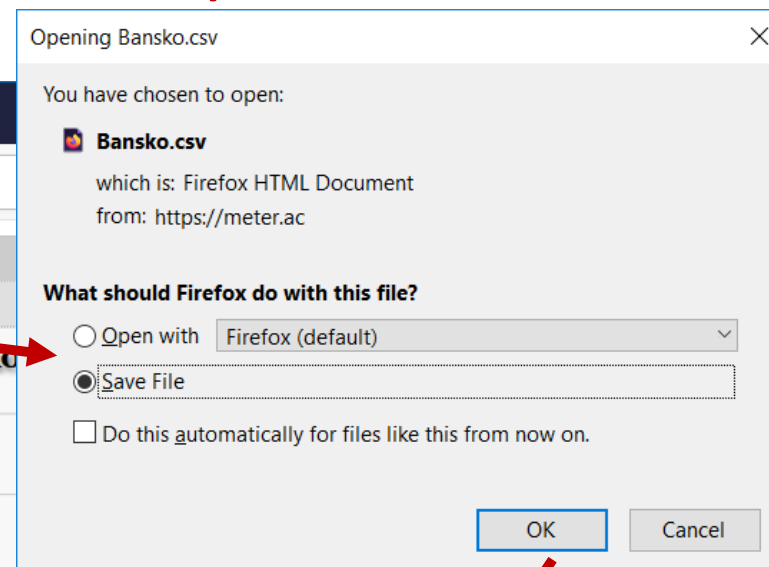 Opening Bansko.csv
You have chosen to open:
Bansko.csv
which is: Firefox HTML Document
from: https://meter.ac
What should Firefox do with this file?
Open with Firefox (default)
Save File
Do this automatically for files like this from now on.
OK Cancel